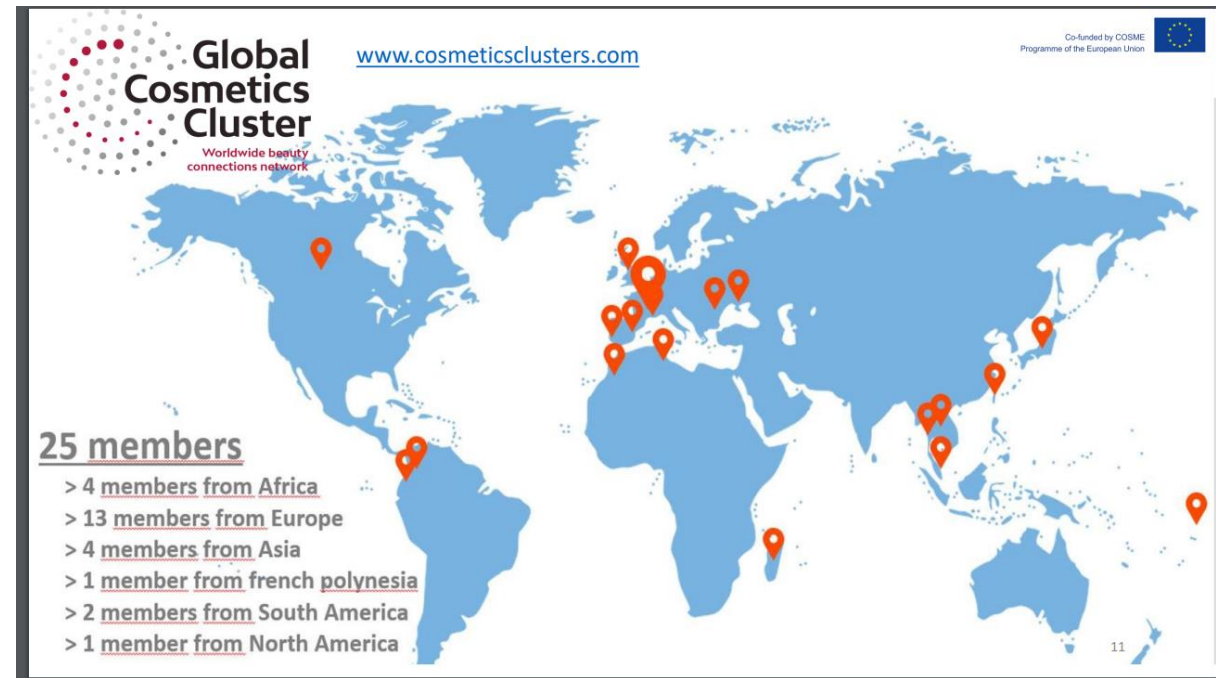 Global
Cosmetics
Cluster
Worldwide beauty
connections network
www.cosmeticsclusters.com
Co-funded by COSME
Programme of the European Union
25 members
> 4 members from Africa
> 13 members from Europe
> 4 members from Asia
> 1 member from french polynesia
> 2 members from South America
> 1 member from North America
11